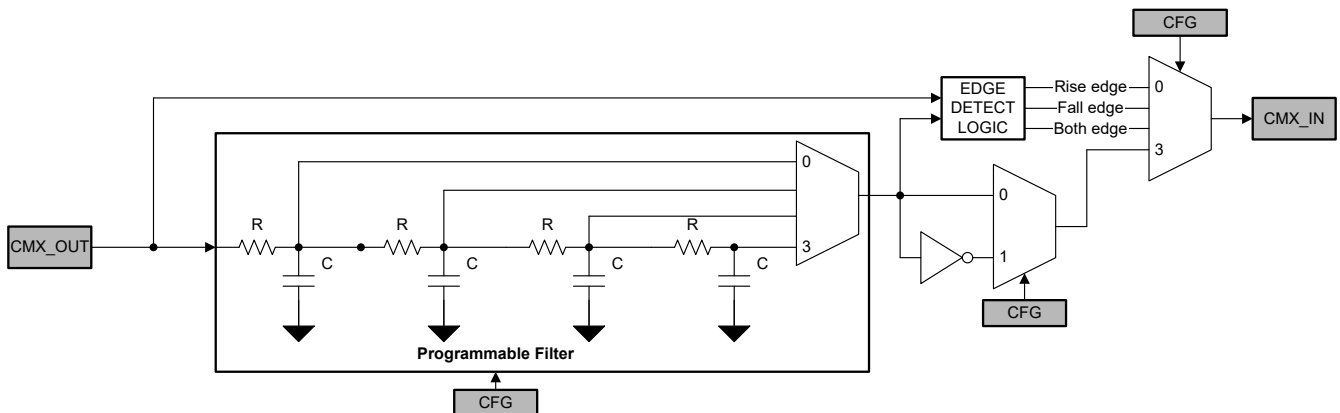 CFG
EDGE
DETECT
LOGIC
Rise edge
Fall edge
Both edge
0
3
CMX_IN
0
3
R
R
R
R
C
C
C
C
CMX_OUT
0
1
CFG
Programmable Filter
CFG